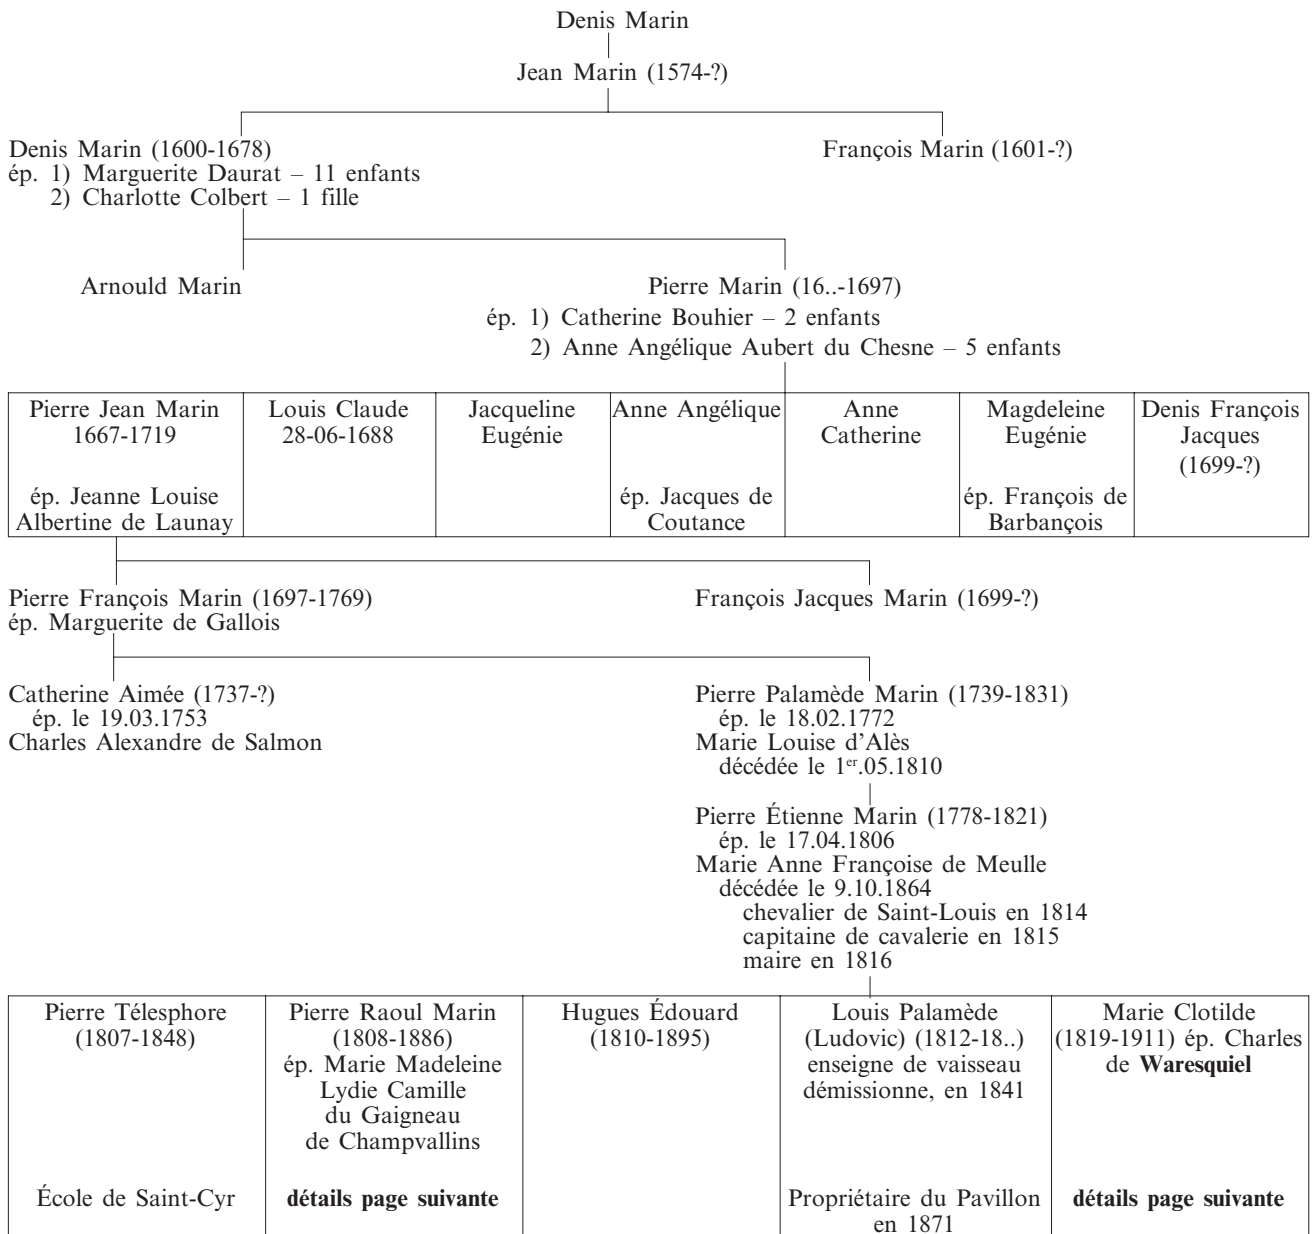 Denis Marin
Jean Marin (1574-?)
Denis Marin (1600-1678)
ép. 1) Marguerite Daurat – 11 enfants
2) Charlotte Colbert – 1 fille
François Marin (1601-?)
Arnould Marin
Pierre Marin (16..-1697)
ép. 1) Catherine Bouhier – 2 enfants
2) Anne Angélique Aubert du Chesne – 5 enfants
Pierre Jean Marin
1667-1719
ép. Jeanne Louise
Albertine de Launay
Louis Claude
28-06-1688
Jacqueline
Eugénie
Anne Angélique
ép. Jacques de
Coutance
Anne
Catherine
Magdeleine
Eugénie
ép. François de
Barbançois
Denis François
Jacques
(1699-?)
Pierre François Marin (1697-1769)
ép. Marguerite de Gallois
François Jacques Marin (1699-?)
Catherine Aimée (1737-?)
ép. le 19.03.1753
Charles Alexandre de Salmon
Pierre Palamède Marin (1739-1831)
ép. le 18.02.1772
Marie Louise d'Alès
décédée le 1er.05.1810
Pierre Étienne Marin (1778-1821)
ép. le 17.04.1806
Marie Anne Françoise de Meulle
décédée le 9.10.1864
chevalier de Saint-Louis en 1814
capitaine de cavalerie en 1815
maire en 1816
Pierre Télesphore
(1807-1848)
École de Saint-Cyr
Pierre Raoul Marin
(1808-1886)
ép. Marie Madeleine
Lydie Camille
du Gaigneau
de Champvallins
détails page suivante
Hugues Édouard
(1810-1895)
Louis Palamède
(Ludovic) (1812-18..)
enseigne de vaisseau
démissionne, en 1841
Propriétaire du Pavillon
en 1871
Marie Clotilde
(1819-1911) ép. Charles
de Waresquiel
détails page suivante